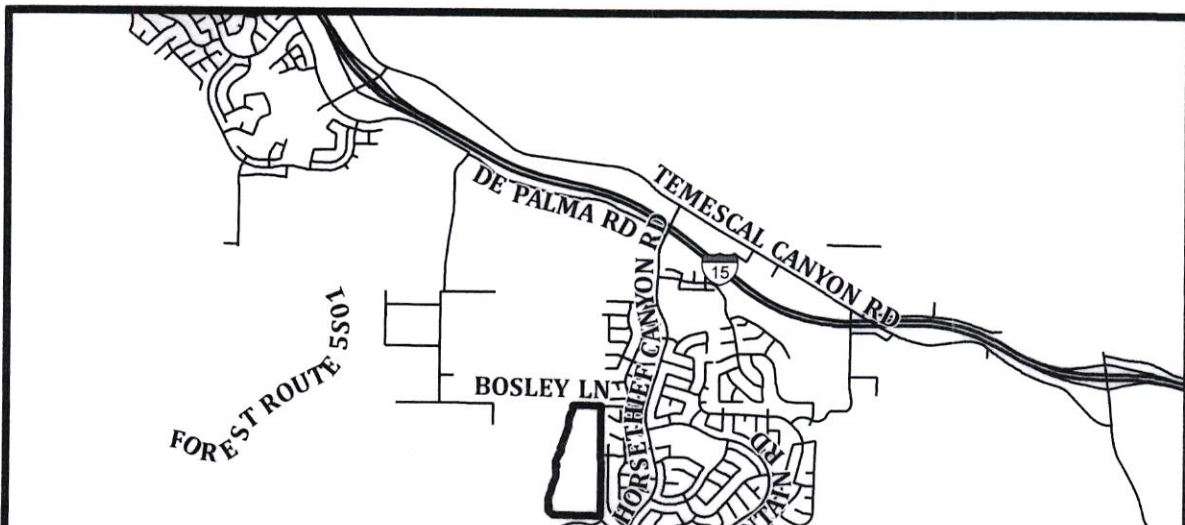 TEMESCAL CANYON RD
DE PALMA RD
15
HORSETHIEF CANYON RD
FOREST ROUTE 5S01
BOSLEY LN
RD